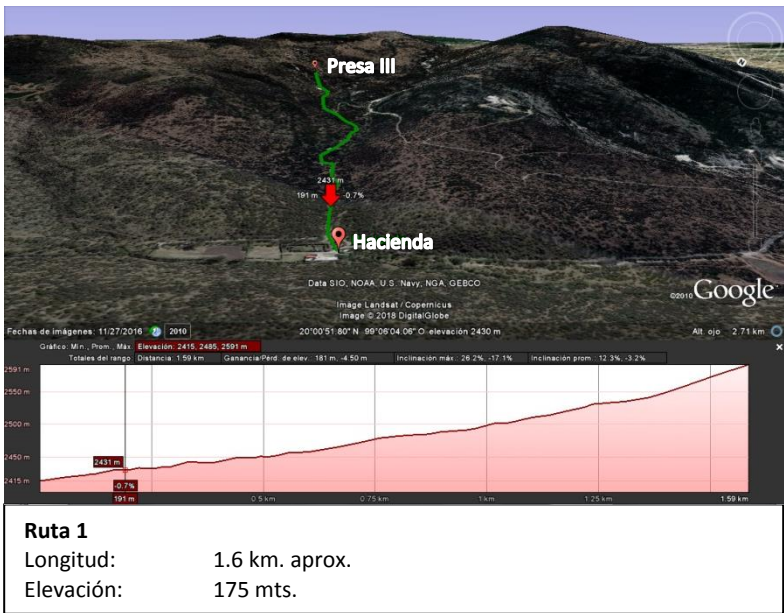 Presa III
2431 m
191 m -0.7%
Hacienda
Data SIO, NOAA, U.S. Navy, NGA, GEBCO
©2010 Google
Image Landsat / Copernicus
Image © 2018 DigitalGlobe
Fechas de imágenes: 11/27/2016 2010 20°00'51.80" N 99°06'04.06" O elevación 2430 m Alt. ojo 2.71 km
Gráfico: Mín., Prom., Máx. Elevación: 2415, 2485, 2591 m
Totales del rango: Distancia: 1.59 km Ganancia/Pérd. de elev.: 181 m, -4.50 m Inclinación máx.: 26.2%, -17.1% Inclinación prom.: 12.3%, -3.2%
2591 m
2550 m
2500 m
2450 m
2431 m
2415 m
-0.7%
191 m 0.5 km 0.75 km 1 km 1.25 km 1.59 km
Ruta 1
Longitud: 1.6 km. aprox.
Elevación: 175 mts.